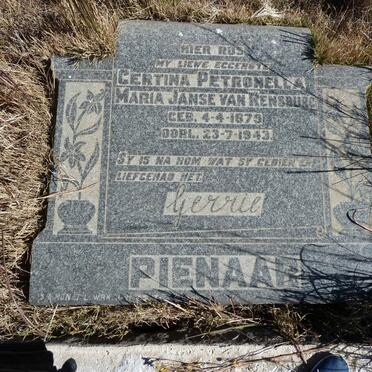 HIER RUS
MY LIEWE EGGENOTE
GERTINA PETRONELLA
MARIA JANSE VAN RENSBURG
GEB. 4-4-1879
OORL. 23-7-1943.
SY IS NA HOM WAT SY GEDIEN EN
LIEFGEHAD HET
Gerrie
PIENAAR